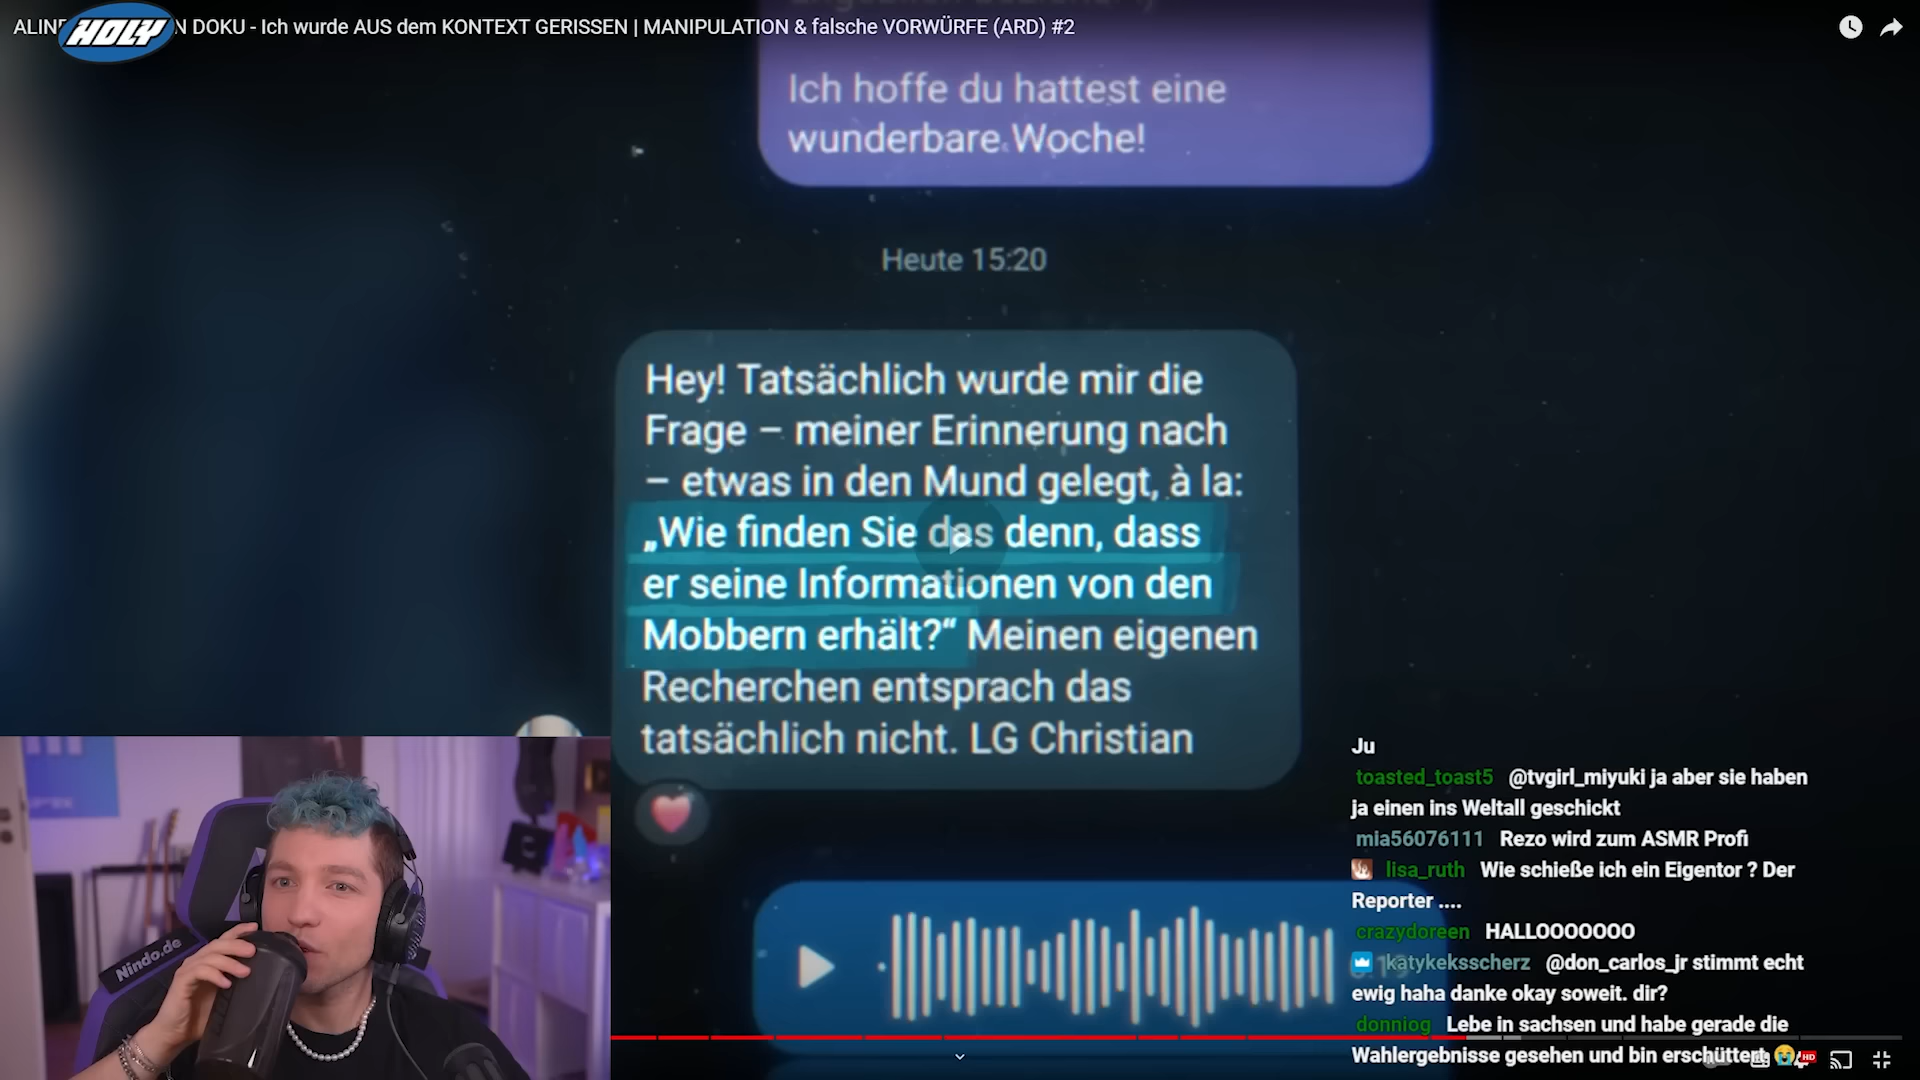 N DOKU - Ich wurde AUS dem KONTEXT GERISSEN | MANIPULATION & falsche VORWÜRFE (ARD) #2
HOLY
Ich hoffe du hattest eine
wunderbare Woche!
Heute 15:20
Hey! Tatsächlich wurde mir die
Frage – meiner Erinnerung nach
– etwas in den Mund gelegt, à la:
„Wie finden Sie das denn, dass
er seine Informationen von den
Mobbern erhält?“ Meinen eigenen
Recherchen entsprach das
tatsächlich nicht. LG Christian
Nindo.de
Ju
toasted_toast5 @tvgirl_miyuki ja aber sie haben
ja einen ins Weltall geschickt
mia56076111 Rezo wird zum ASMR Profi
lisa_ruth Wie schieße ich ein Eigentor ? Der
Reporter ....
crazydoreen HALLOOOOOOO
katykeksscherz @don_carlos_jr stimmt echt
ewig haha danke okay soweit. dir?
donniog Lebe in sachsen und habe gerade die
Wahlergebnisse gesehen und bin erschüttert
HD